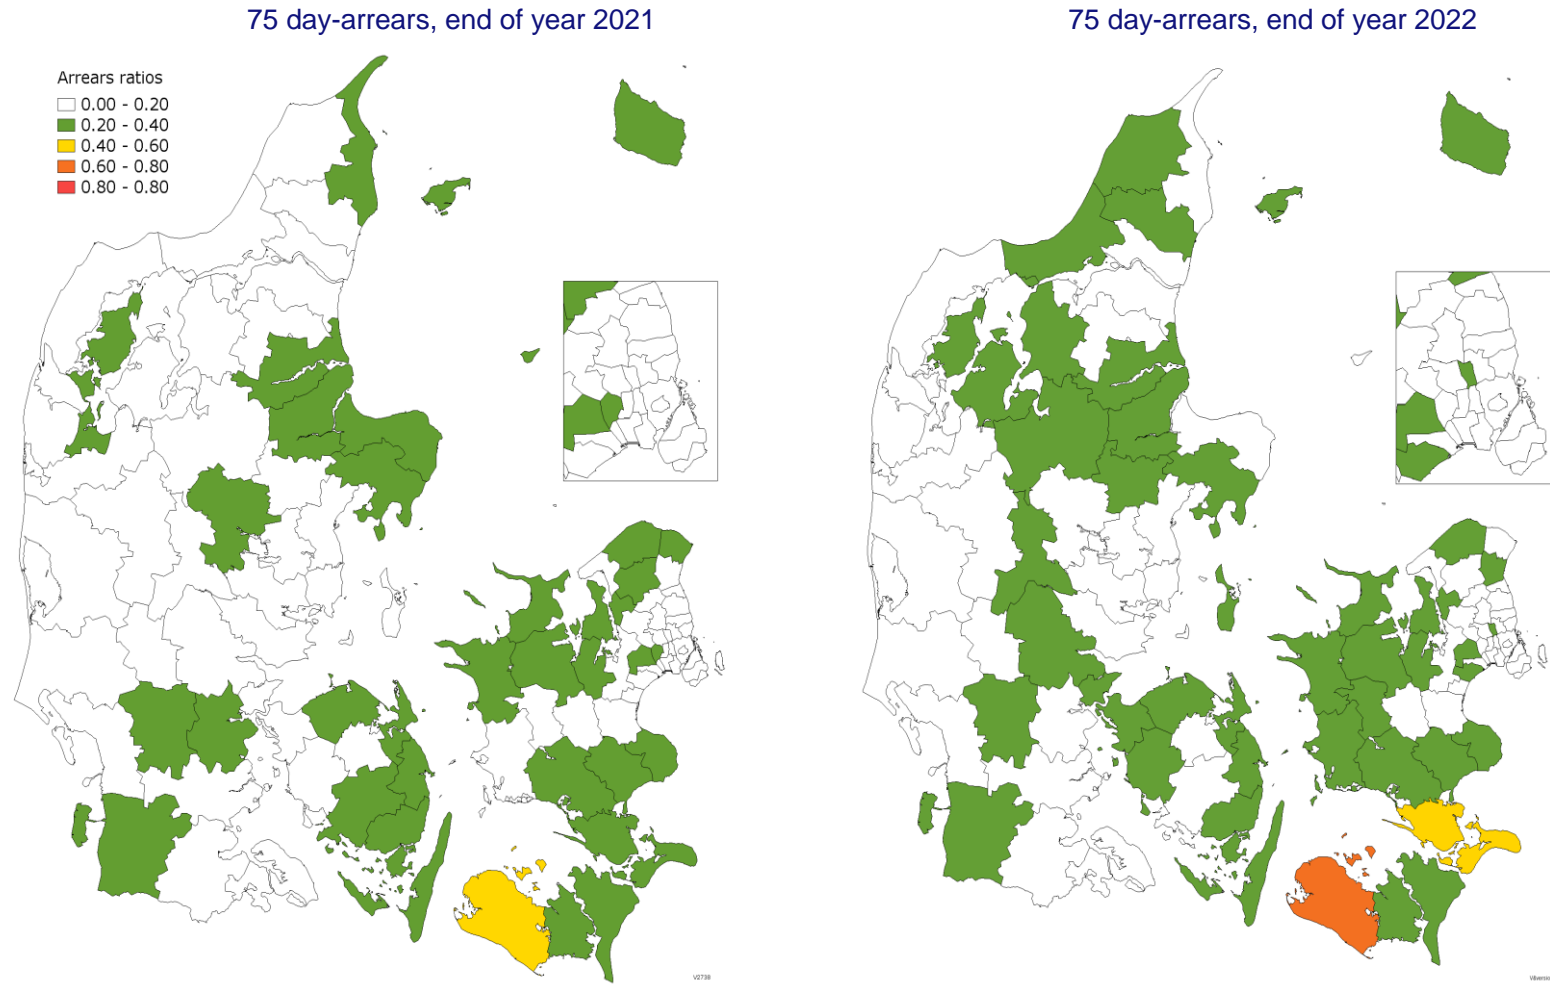 75 day-arrears, end of year 2021
75 day-arrears, end of year 2022
Arrears ratios
0.00 - 0.20
0.20 - 0.40
0.40 - 0.60
0.60 - 0.80
0.80 - 0.80
V2738